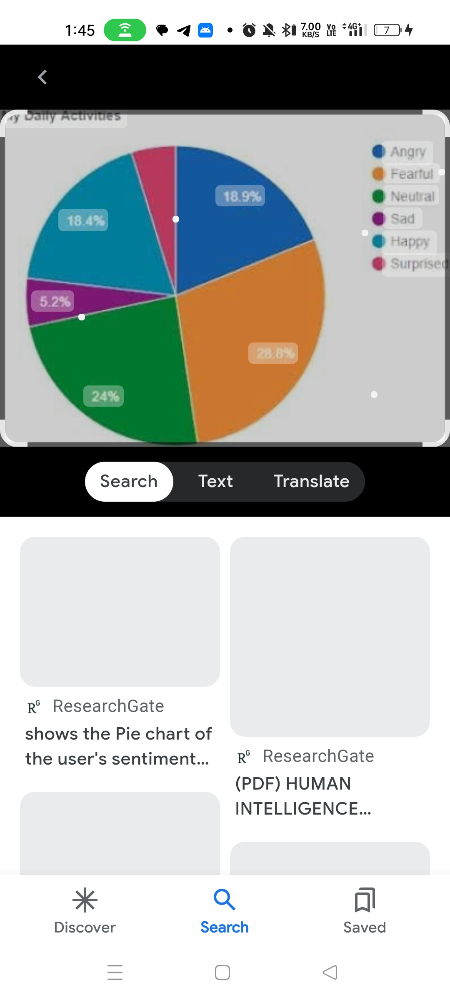 1:45
7.00
KB/S
Vo
LTE
4G+
7
My Daily Activities
Angry
Fearful
Neutral
Sad
Happy
Surprised
18.9%
18.4%
5.2%
28.8%
24%
Search Text Translate
RG ResearchGate
shows the Pie chart of
the user's sentiment...
RG ResearchGate
(PDF) HUMAN
INTELLIGENCE...
Discover Search Saved